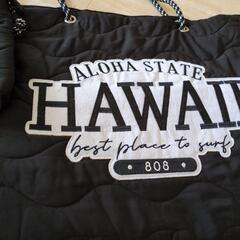 ALOHA STATE
HAWAII
best place to surf
808